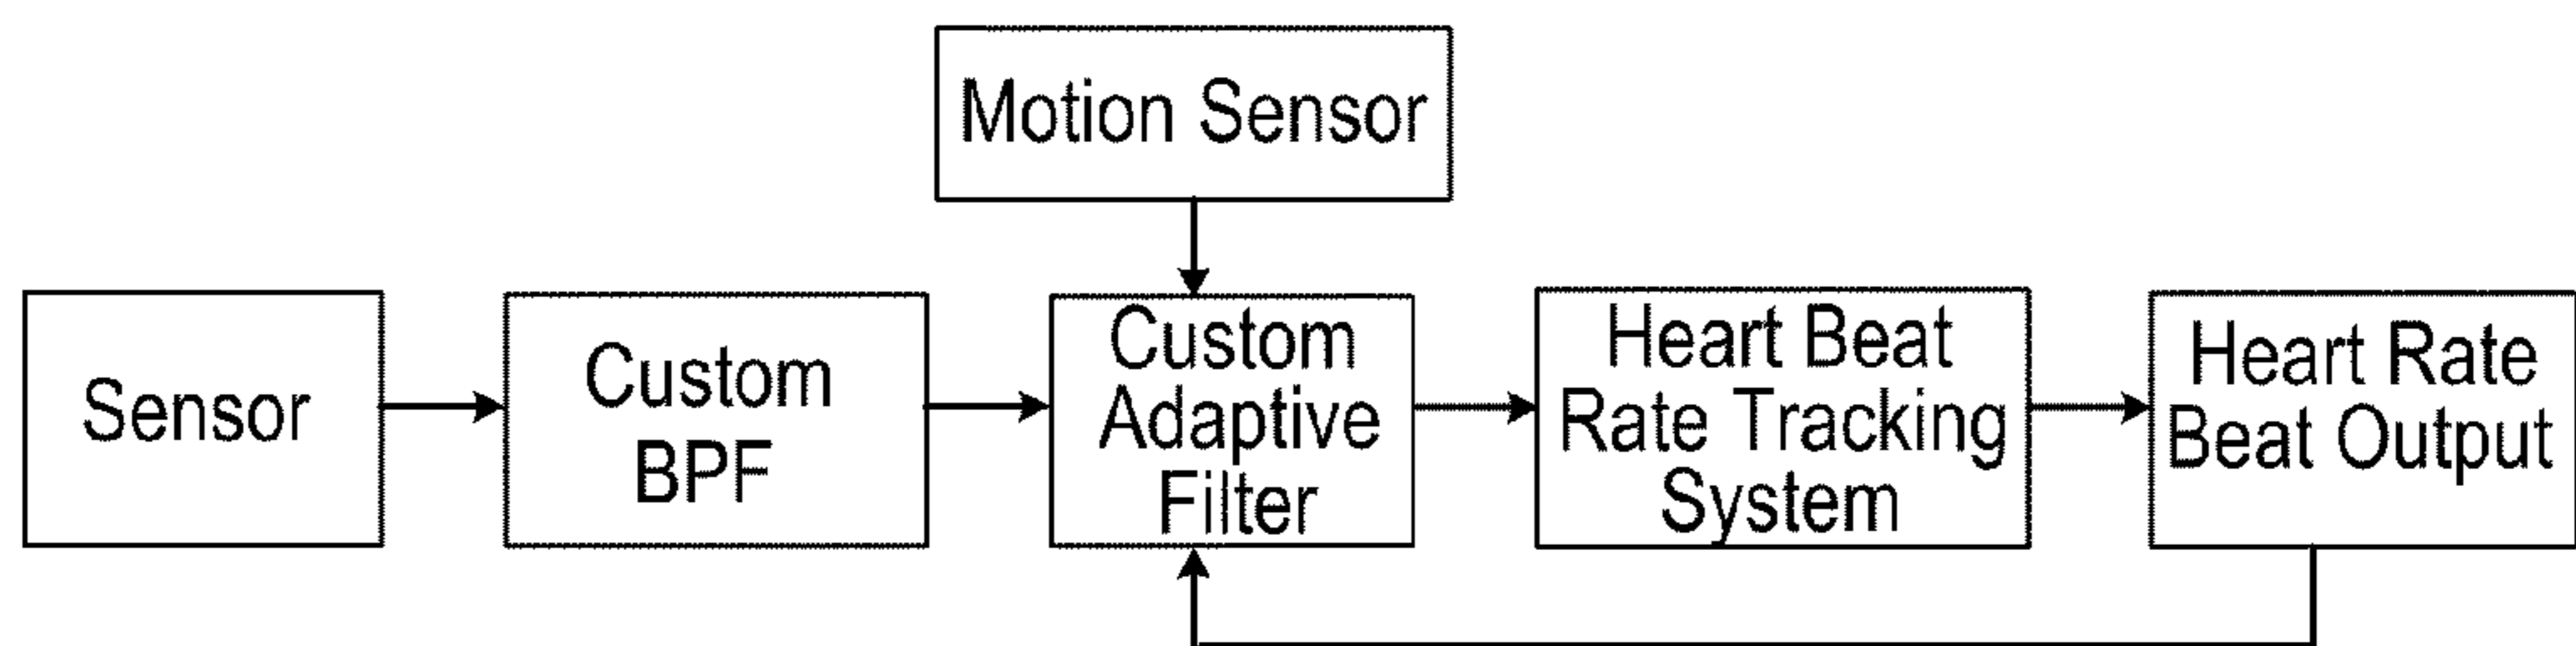 Motion Sensor
Sensor
Custom
BPF
Custom
Adaptive
Filter
Heart Beat
Rate Tracking
System
Heart Rate
Beat Output